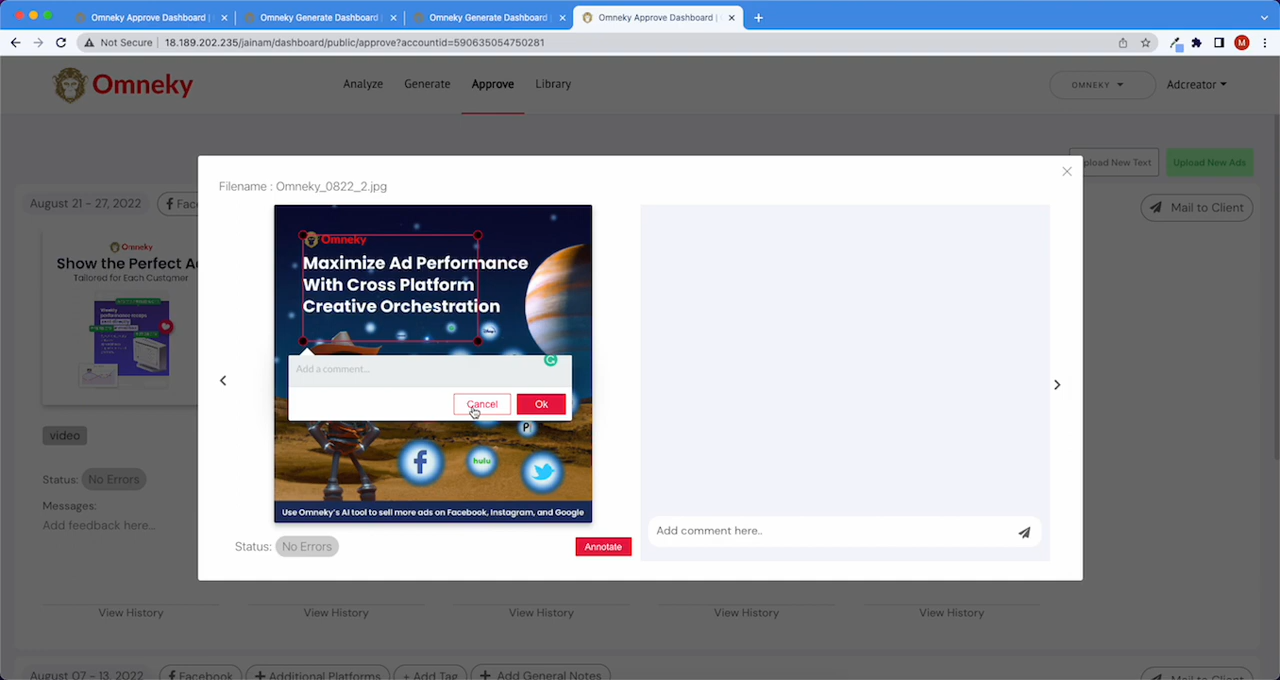 Omneky Approve Dashboard
Omneky Generate Dashboard
Omneky Generate Dashboard
Omneky Approve Dashboard
Not Secure
18.189.202.235/jainam/dashboard/public/approve?accountid=590635054750281
M
Omneky
Analyze
Generate
Approve
Library
OMNEKY
Adcreator
pload New Text
Upload New Ads
August 21 - 27, 2022
Fac
Mail to Client
Omneky
Show the Perfect A
Tailored for Each Customer
video
Status: No Errors
Messages:
Add feedback here...
Filename : Omneky_0822_2.jpg
Omneky
Maximize Ad Performance
With Cross Platform
Creative Orchestration
Add a comment...
Cancel
Ok
hulu
Use Omneky's AI tool to sell more ads on Facebook, Instagram, and Google
Status: No Errors
Annotate
Add comment here..
View History
View History
View History
View History
View History
August 07 - 13, 2022
Facebook
+ Additional Platforms
+ Add Tag
+ Add General Notes
Mail to Client